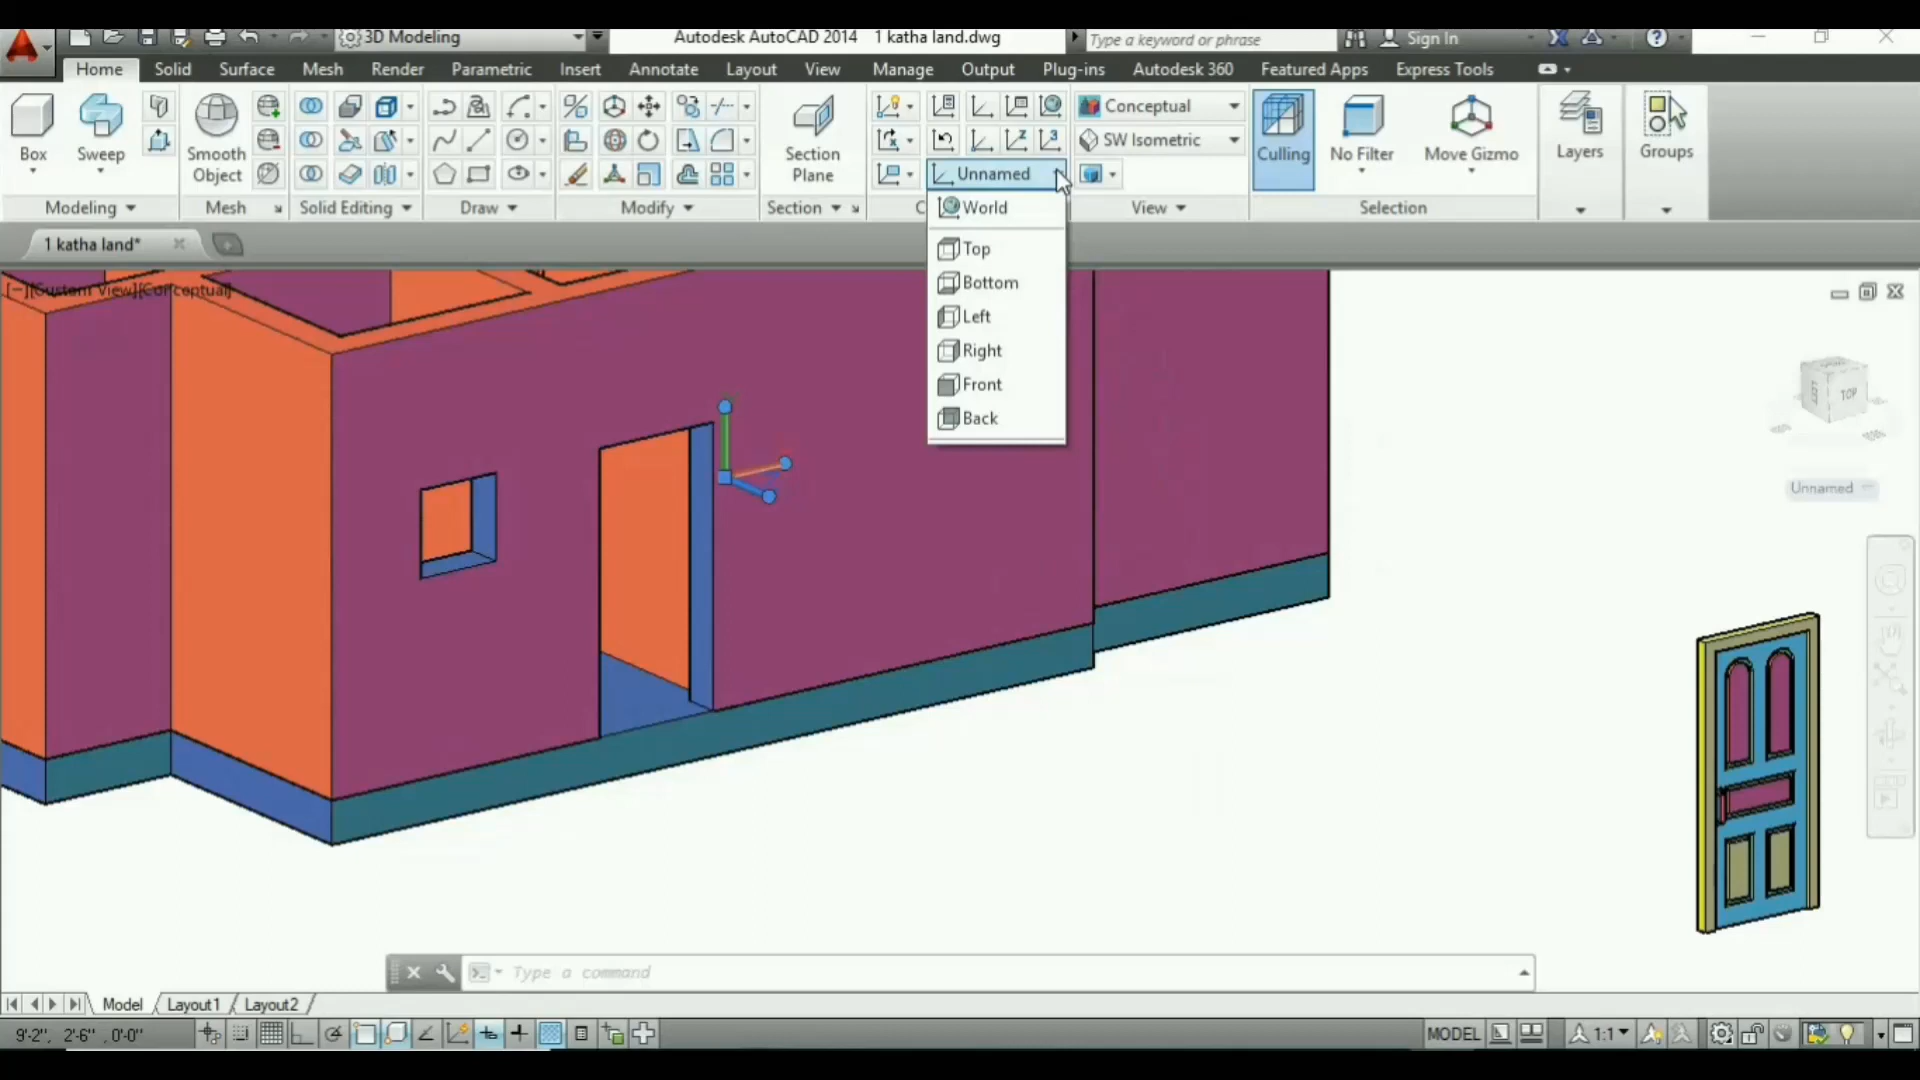 3D Modeling
Autodesk AutoCAD 2014 1 katha land.dwg
Type a keyword or phrase
Sign In
Home Solid Surface Mesh Render Parametric Insert Annotate Layout View Manage Output Plug-ins Autodesk 360 Featured Apps Express Tools
Box
Sweep
Smooth Object
Section Plane
Conceptual
SW Isometric
Unnamed
Culling
No Filter
Move Gizmo
Layers
Groups
Modeling
Mesh
Solid Editing
Draw
Modify
Section
C
View
Selection
1 katha land*
World
Top
Bottom
Left
Right
Front
Back
[−][Custom View][Conceptual]
TOP
Unnamed
Type a command
Model Layout1 Layout2
9'-2", 2'-6" ,0'-0"
MODEL
1:1